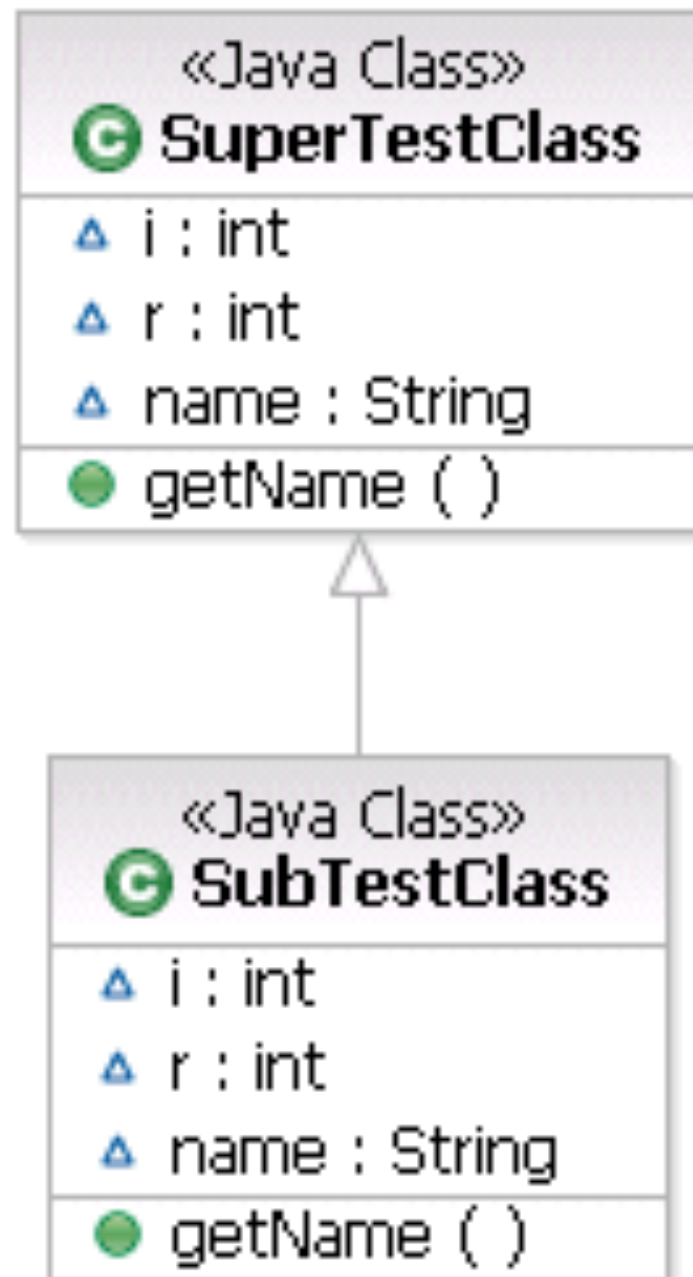 «Java Class»
C SuperTestClass
i : int
r : int
name : String
getName ( )
«Java Class»
C SubTestClass
i : int
r : int
name : String
getName ( )